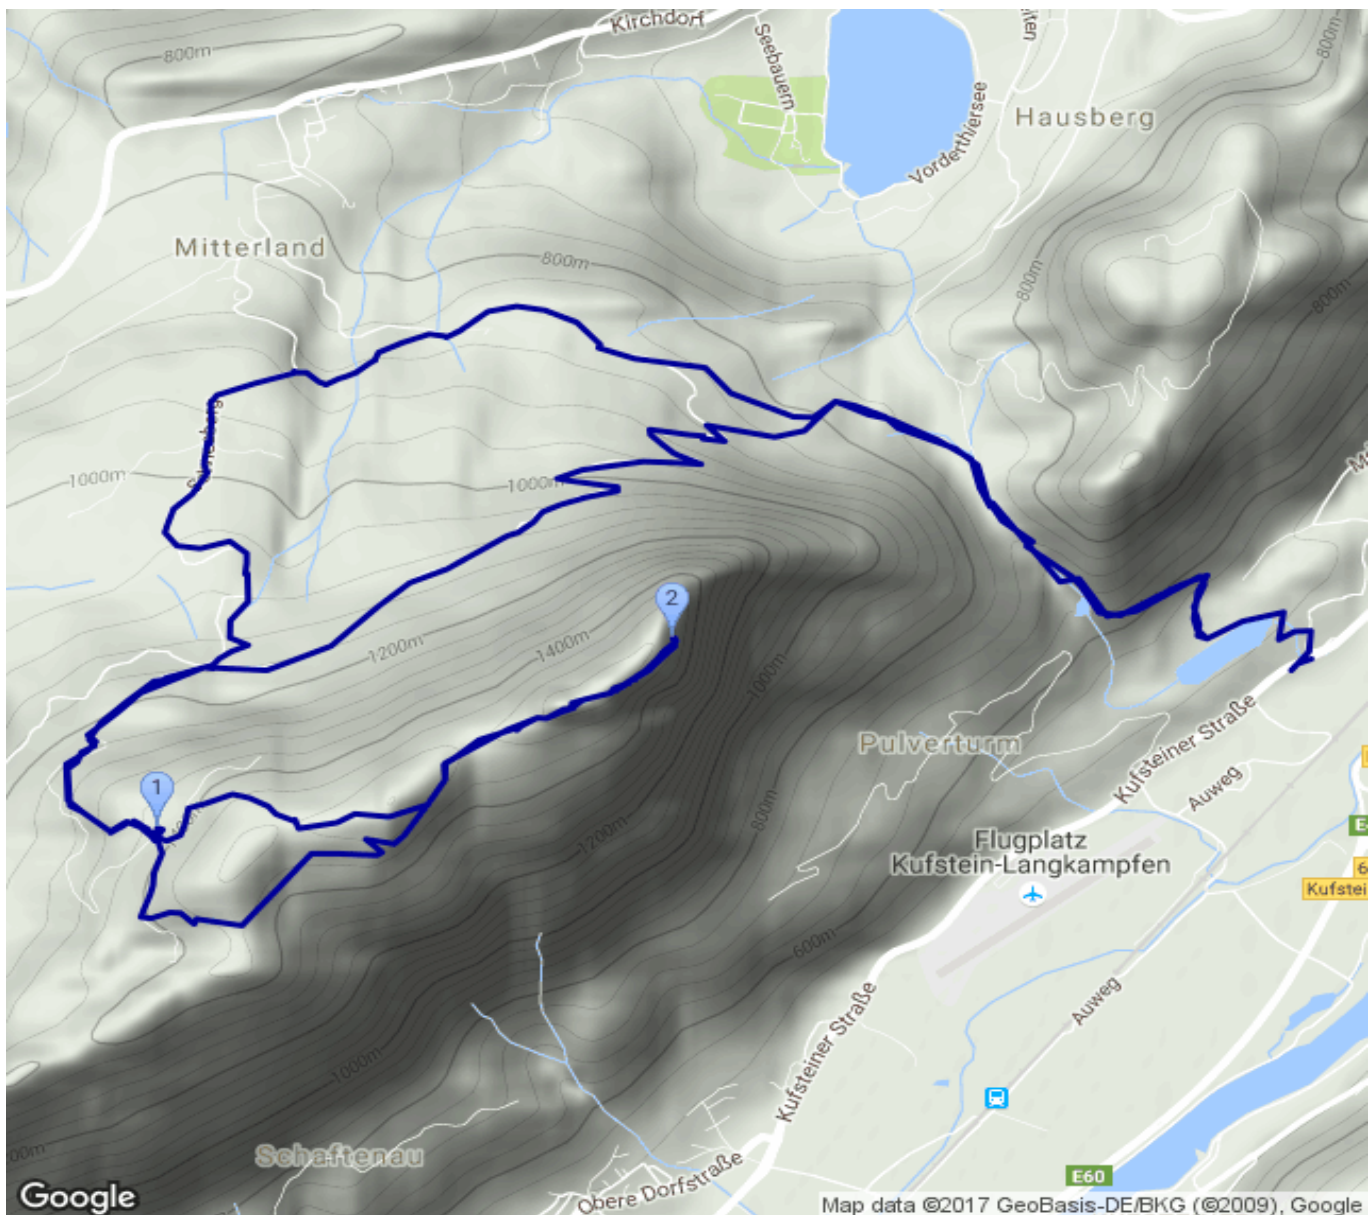 Kirchdorf
800m
Seebauern
Hausberg
Vorderthiersee
800m
Mitterland
800m
800m
800m
1000m
1000m
2
1200m
1400m
1000m
Pulverturm
Kufsteiner Straße
1
800m
Auweg
1200m
Flugplatz
Kufstein-Langkampfen
600m
Kufsteiner Straße
Auweg
1000m
Schaftenau
Obere Dorfstraße
E60
Google
Map data ©2017 GeoBasis-DE/BKG (©2009), Google